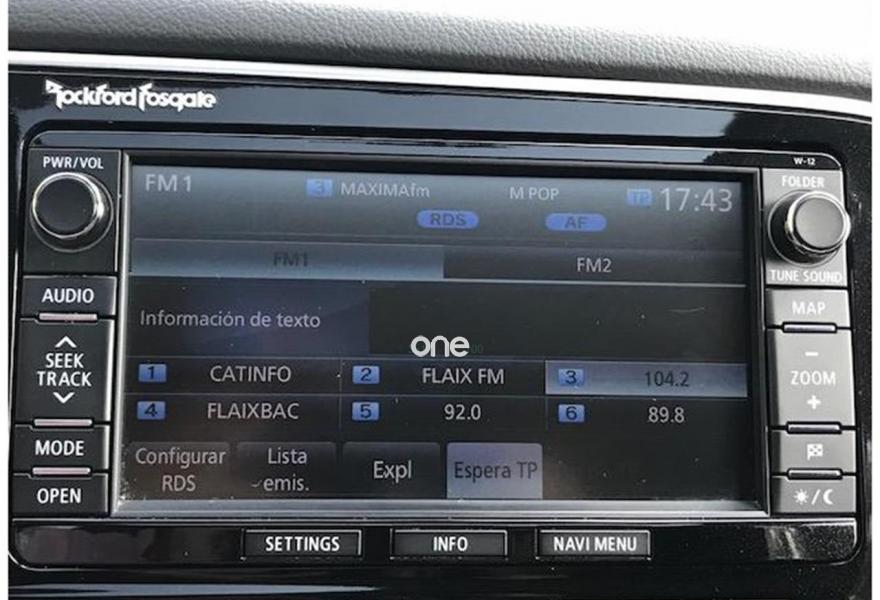 Rockford Fosgate
W-12
PWR/VOL
FOLDER
FM1 3 MAXIMAfm M POP TP 17:43
RDS AF
TUNE SOUND
FM1 FM2
AUDIO
MAP
Información de texto
SEEK
TRACK
ZOOM
one
1 CATINFO 2 FLAIX FM 3 104.2
4 FLAIXBAC 5 92.0 6 89.8
MODE
Configurar
RDS
Lista
emis.
Expl
Espera TP
OPEN
SETTINGS INFO NAVI MENU